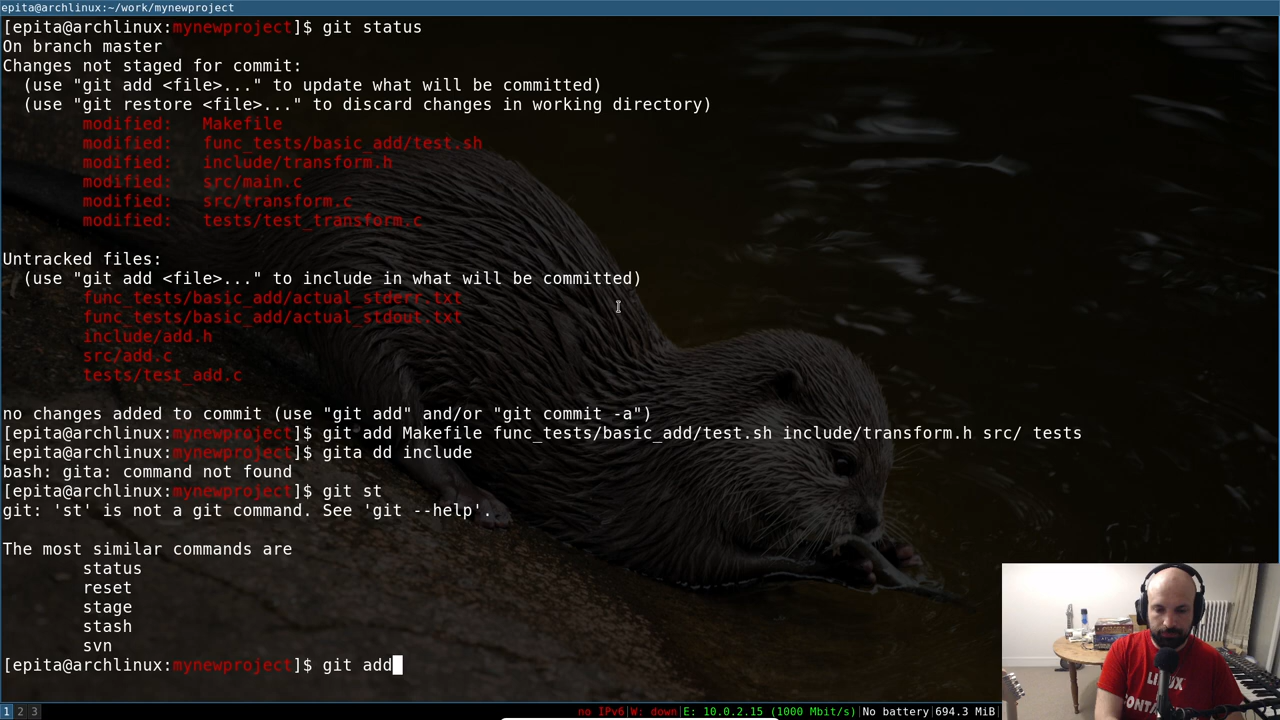 epita@archlinux:~/work/mynewproject
[epita@archlinux:mynewproject]$ git status
On branch master
Changes not staged for commit:
  (use "git add <file>..." to update what will be committed)
  (use "git restore <file>..." to discard changes in working directory)
        modified:   Makefile
        modified:   func_tests/basic_add/test.sh
        modified:   include/transform.h
        modified:   src/main.c
        modified:   src/transform.c
        modified:   tests/test_transform.c
Untracked files:
  (use "git add <file>..." to include in what will be committed)
        func_tests/basic_add/actual_stderr.txt
        func_tests/basic_add/actual_stdout.txt
        include/add.h
        src/add.c
        tests/test_add.c
no changes added to commit (use "git add" and/or "git commit -a")
[epita@archlinux:mynewproject]$ git add Makefile func_tests/basic_add/test.sh include/transform.h src/ tests
[epita@archlinux:mynewproject]$ gita dd include
bash: gita: command not found
[epita@archlinux:mynewproject]$ git st
git: 'st' is not a git command. See 'git --help'.
The most similar commands are
        status
        reset
        stage
        stash
        svn
[epita@archlinux:mynewproject]$ git add
LINUX
1 2 3 no IPv6|W: down|E: 10.0.2.15 (1000 Mbit/s)|No battery|694.3 MiB